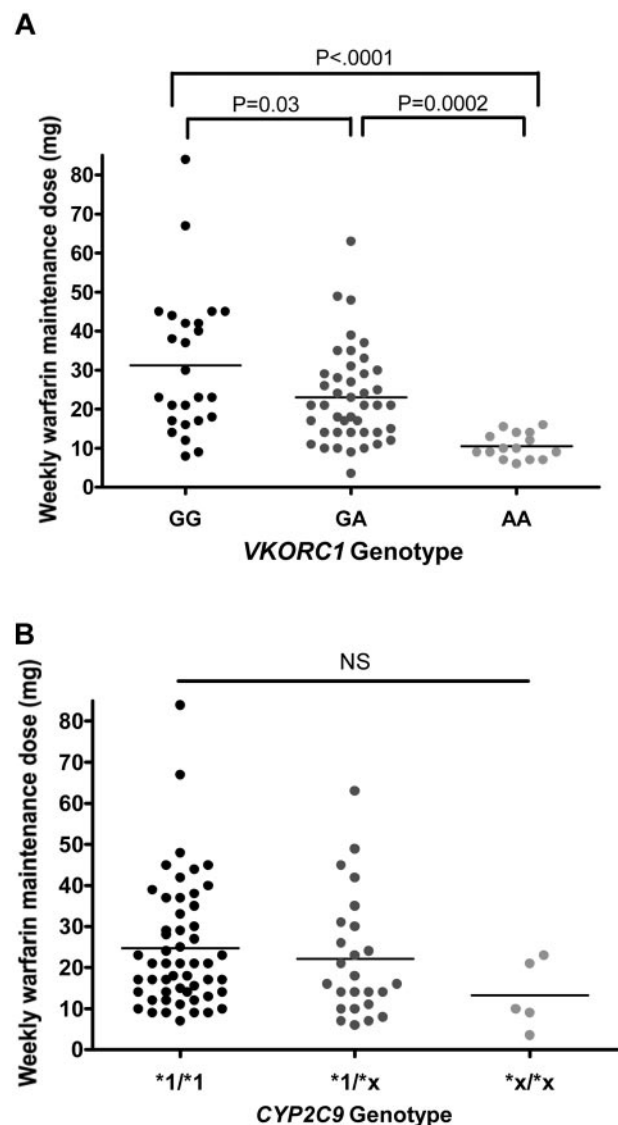 A
P<.0001
P=0.03
P=0.0002
Weekly warfarin maintenance dose (mg)
80
70
60
50
40
30
20
10
0
GG GA AA
VKORC1 Genotype
B
NS
Weekly warfarin maintenance dose (mg)
80
70
60
50
40
30
20
10
0
*1/*1 *1/*x *x/*x
CYP2C9 Genotype